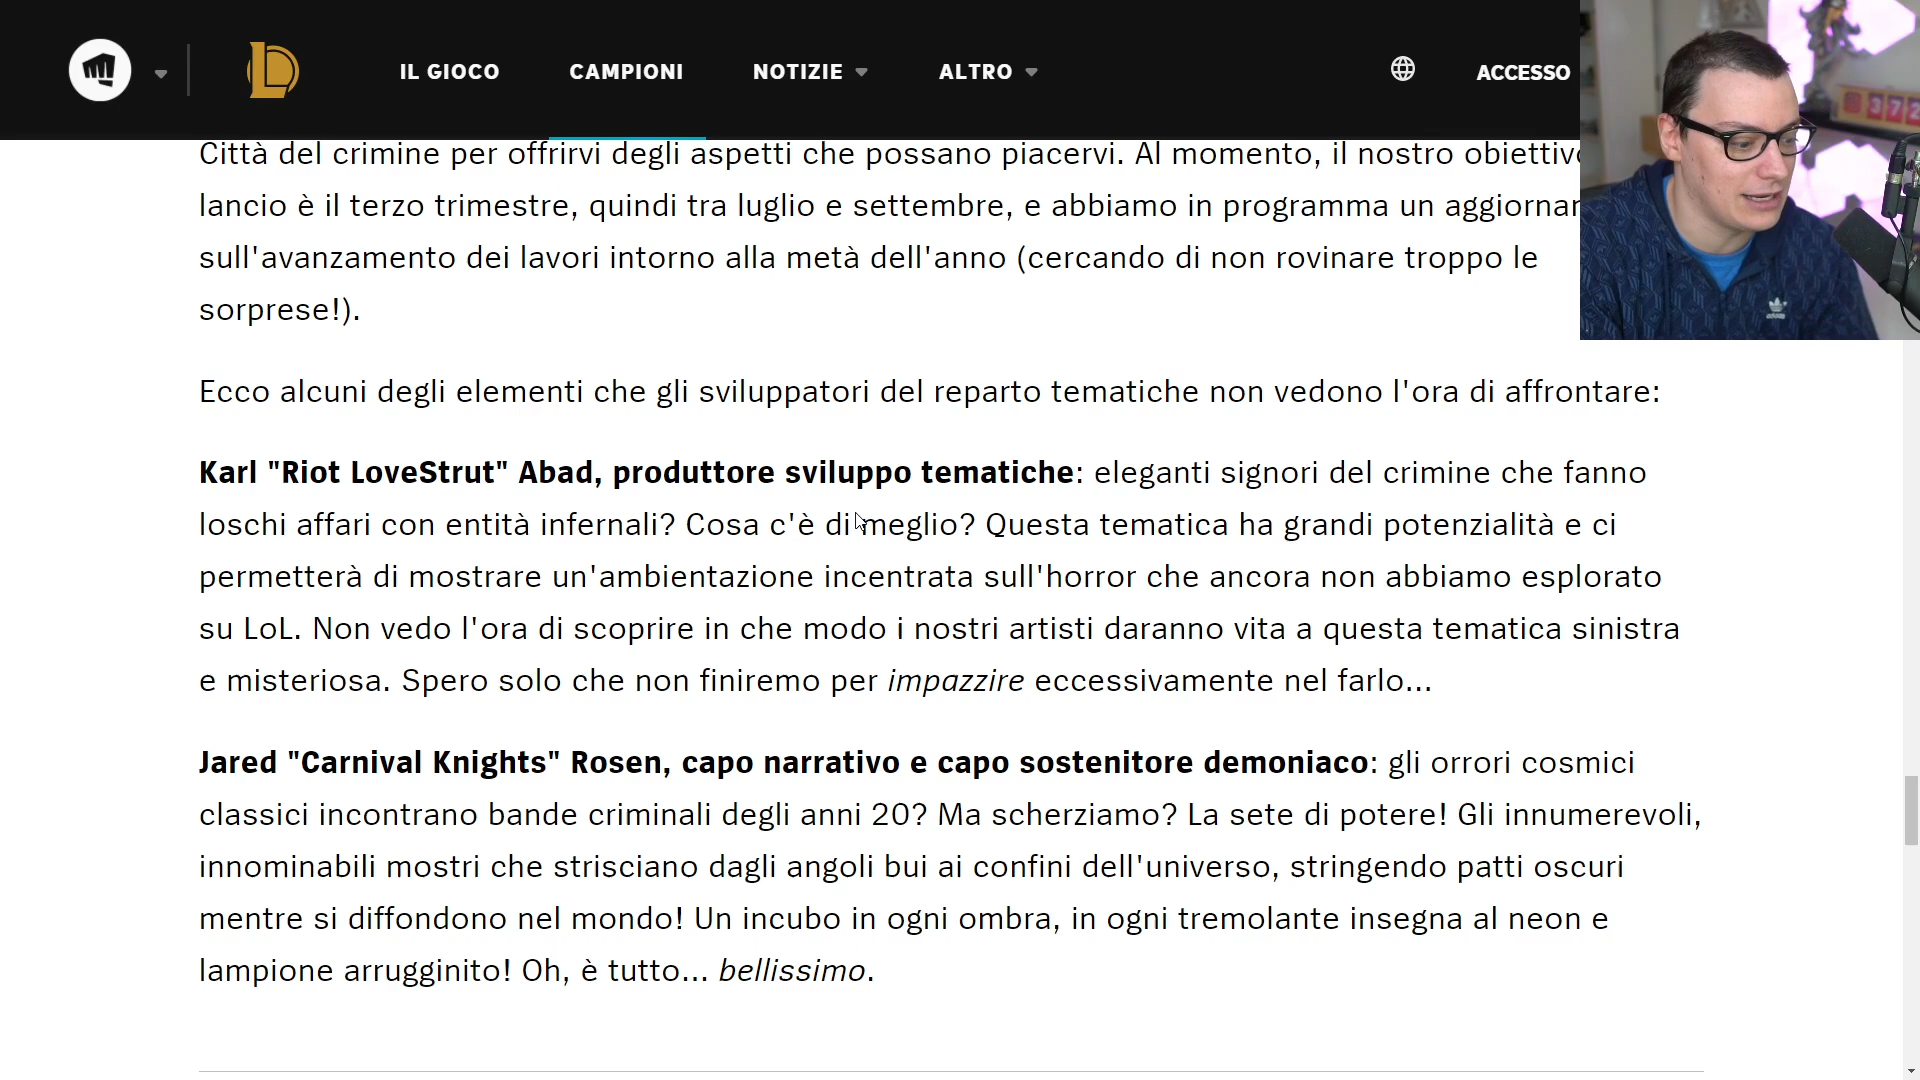 IL GIOCO CAMPIONI NOTIZIE ALTRO ACCESSO
372
Città del crimine per offrirvi degli aspetti che possano piacervi. Al momento, il nostro obiettivo
lancio è il terzo trimestre, quindi tra luglio e settembre, e abbiamo in programma un
sull'avanzamento dei lavori intorno alla metà dell'anno (cercando di non rovinare troppo le
sorprese!).
Ecco alcuni degli elementi che gli sviluppatori del reparto tematiche non vedono l'ora di affrontare:
Karl "Riot LoveStrut" Abad, produttore sviluppo tematiche: eleganti signori del crimine che fanno
loschi affari con entità infernali? Cosa c'è di meglio? Questa tematica ha grandi potenzialità e ci
permetterà di mostrare un'ambientazione incentrata sull'horror che ancora non abbiamo esplorato
su LoL. Non vedo l'ora di scoprire in che modo i nostri artisti daranno vita a questa tematica sinistra
e misteriosa. Spero solo che non finiremo per impazzire eccessivamente nel farlo...
Jared "Carnival Knights" Rosen, capo narrativo e capo sostenitore demoniaco: gli orrori cosmici
classici incontrano bande criminali degli anni 20? Ma scherziamo? La sete di potere! Gli innumerevoli,
innominabili mostri che strisciano dagli angoli bui ai confini dell'universo, stringendo patti oscuri
mentre si diffondono nel mondo! Un incubo in ogni ombra, in ogni tremolante insegna al neon e
lampione arrugginito! Oh, è tutto... bellissimo.